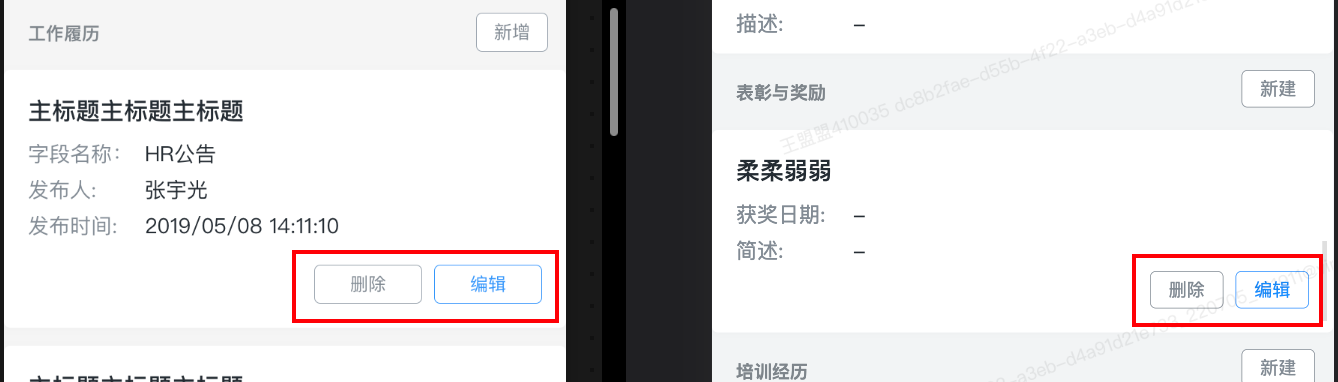 工作履历
新增
主标题主标题主标题
字段名称： HR公告
发布人: 张宇光
发布时间: 2019/05/08 14:11:10
删除
编辑
描述: –
表彰与奖励
新建
王盟盟410035 dc8b2fae-d55b-4f22-a3eb-d4a91d21e
柔柔弱弱
获奖日期: –
简述: –
删除
编辑
培训经历
新建